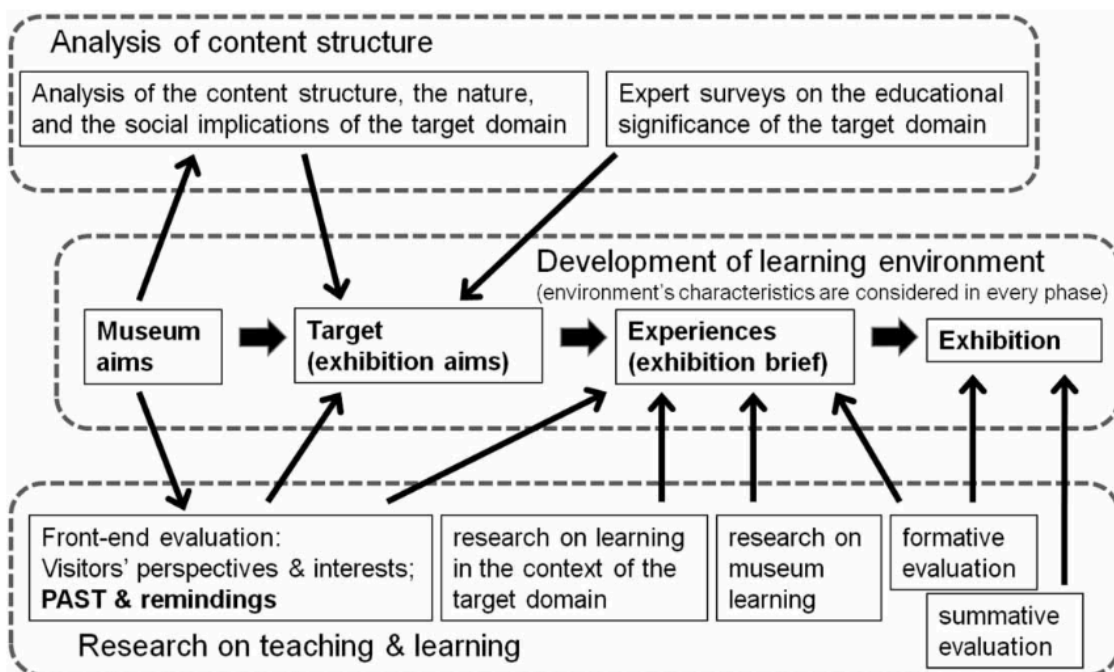 Analysis of content structure
Analysis of the content structure, the nature,
and the social implications of the target domain
Expert surveys on the educational
significance of the target domain
Development of learning environment
(environment's characteristics are considered in every phase)
Museum
aims
Target
(exhibition aims)
Experiences
(exhibition brief)
Exhibition
Front-end evaluation:
Visitors' perspectives & interests;
PAST & remindings
research on learning
in the context of the
target domain
research on
museum
learning
formative
evaluation
summative
evaluation
Research on teaching & learning